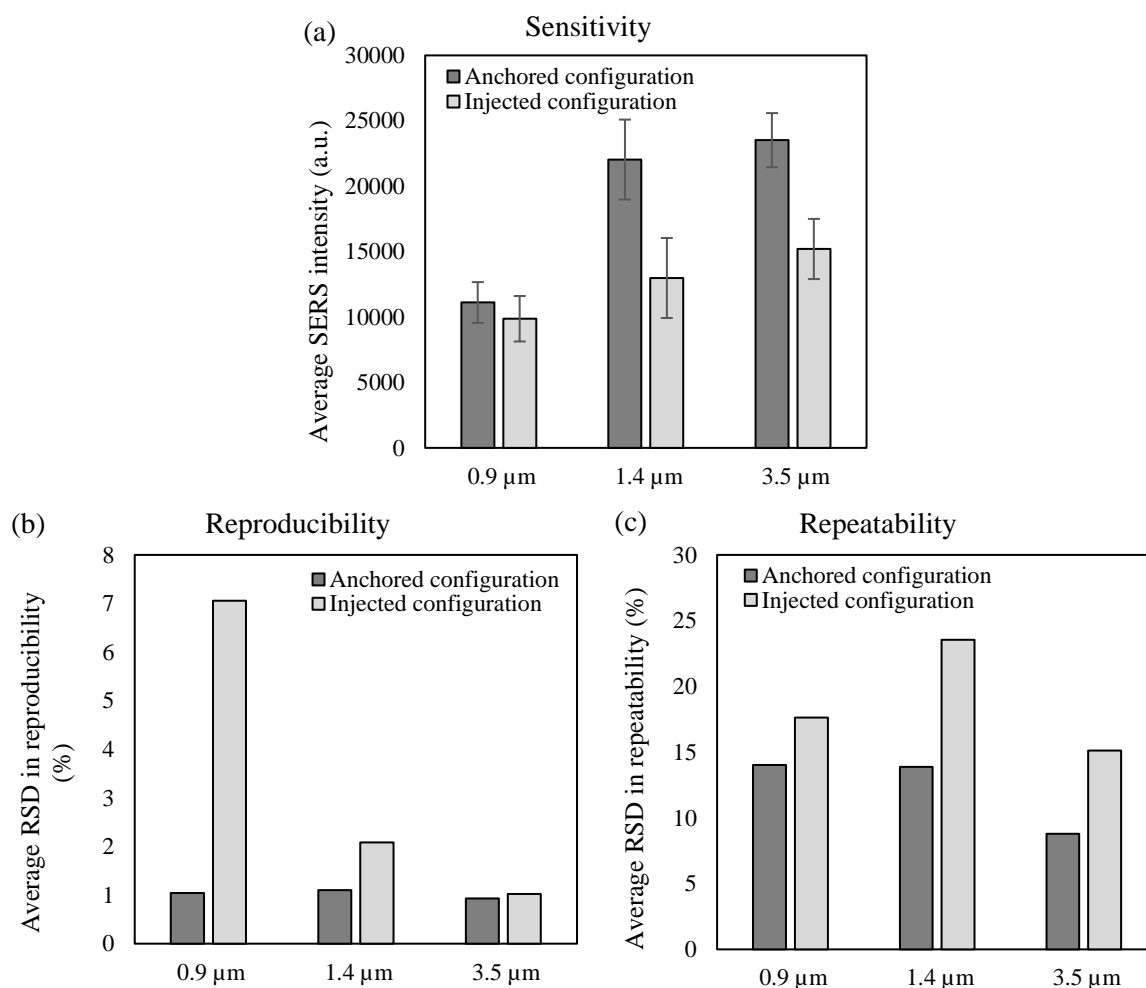 (a)
Sensitivity
Average SERS intensity (a.u.)
30000
25000
20000
15000
10000
5000
0
Anchored configuration
Injected configuration
0.9 µm
1.4 µm
3.5 µm
(b)
Reproducibility
Average RSD in reproducibility
(%)
8
7
6
5
4
3
2
1
0
Anchored configuration
Injected configuration
0.9 µm
1.4 µm
3.5 µm
(c)
Repeatability
Average RSD in repeatability (%)
30
25
20
15
10
5
0
Anchored configuration
Injected configuration
0.9 µm
1.4 µm
3.5 µm